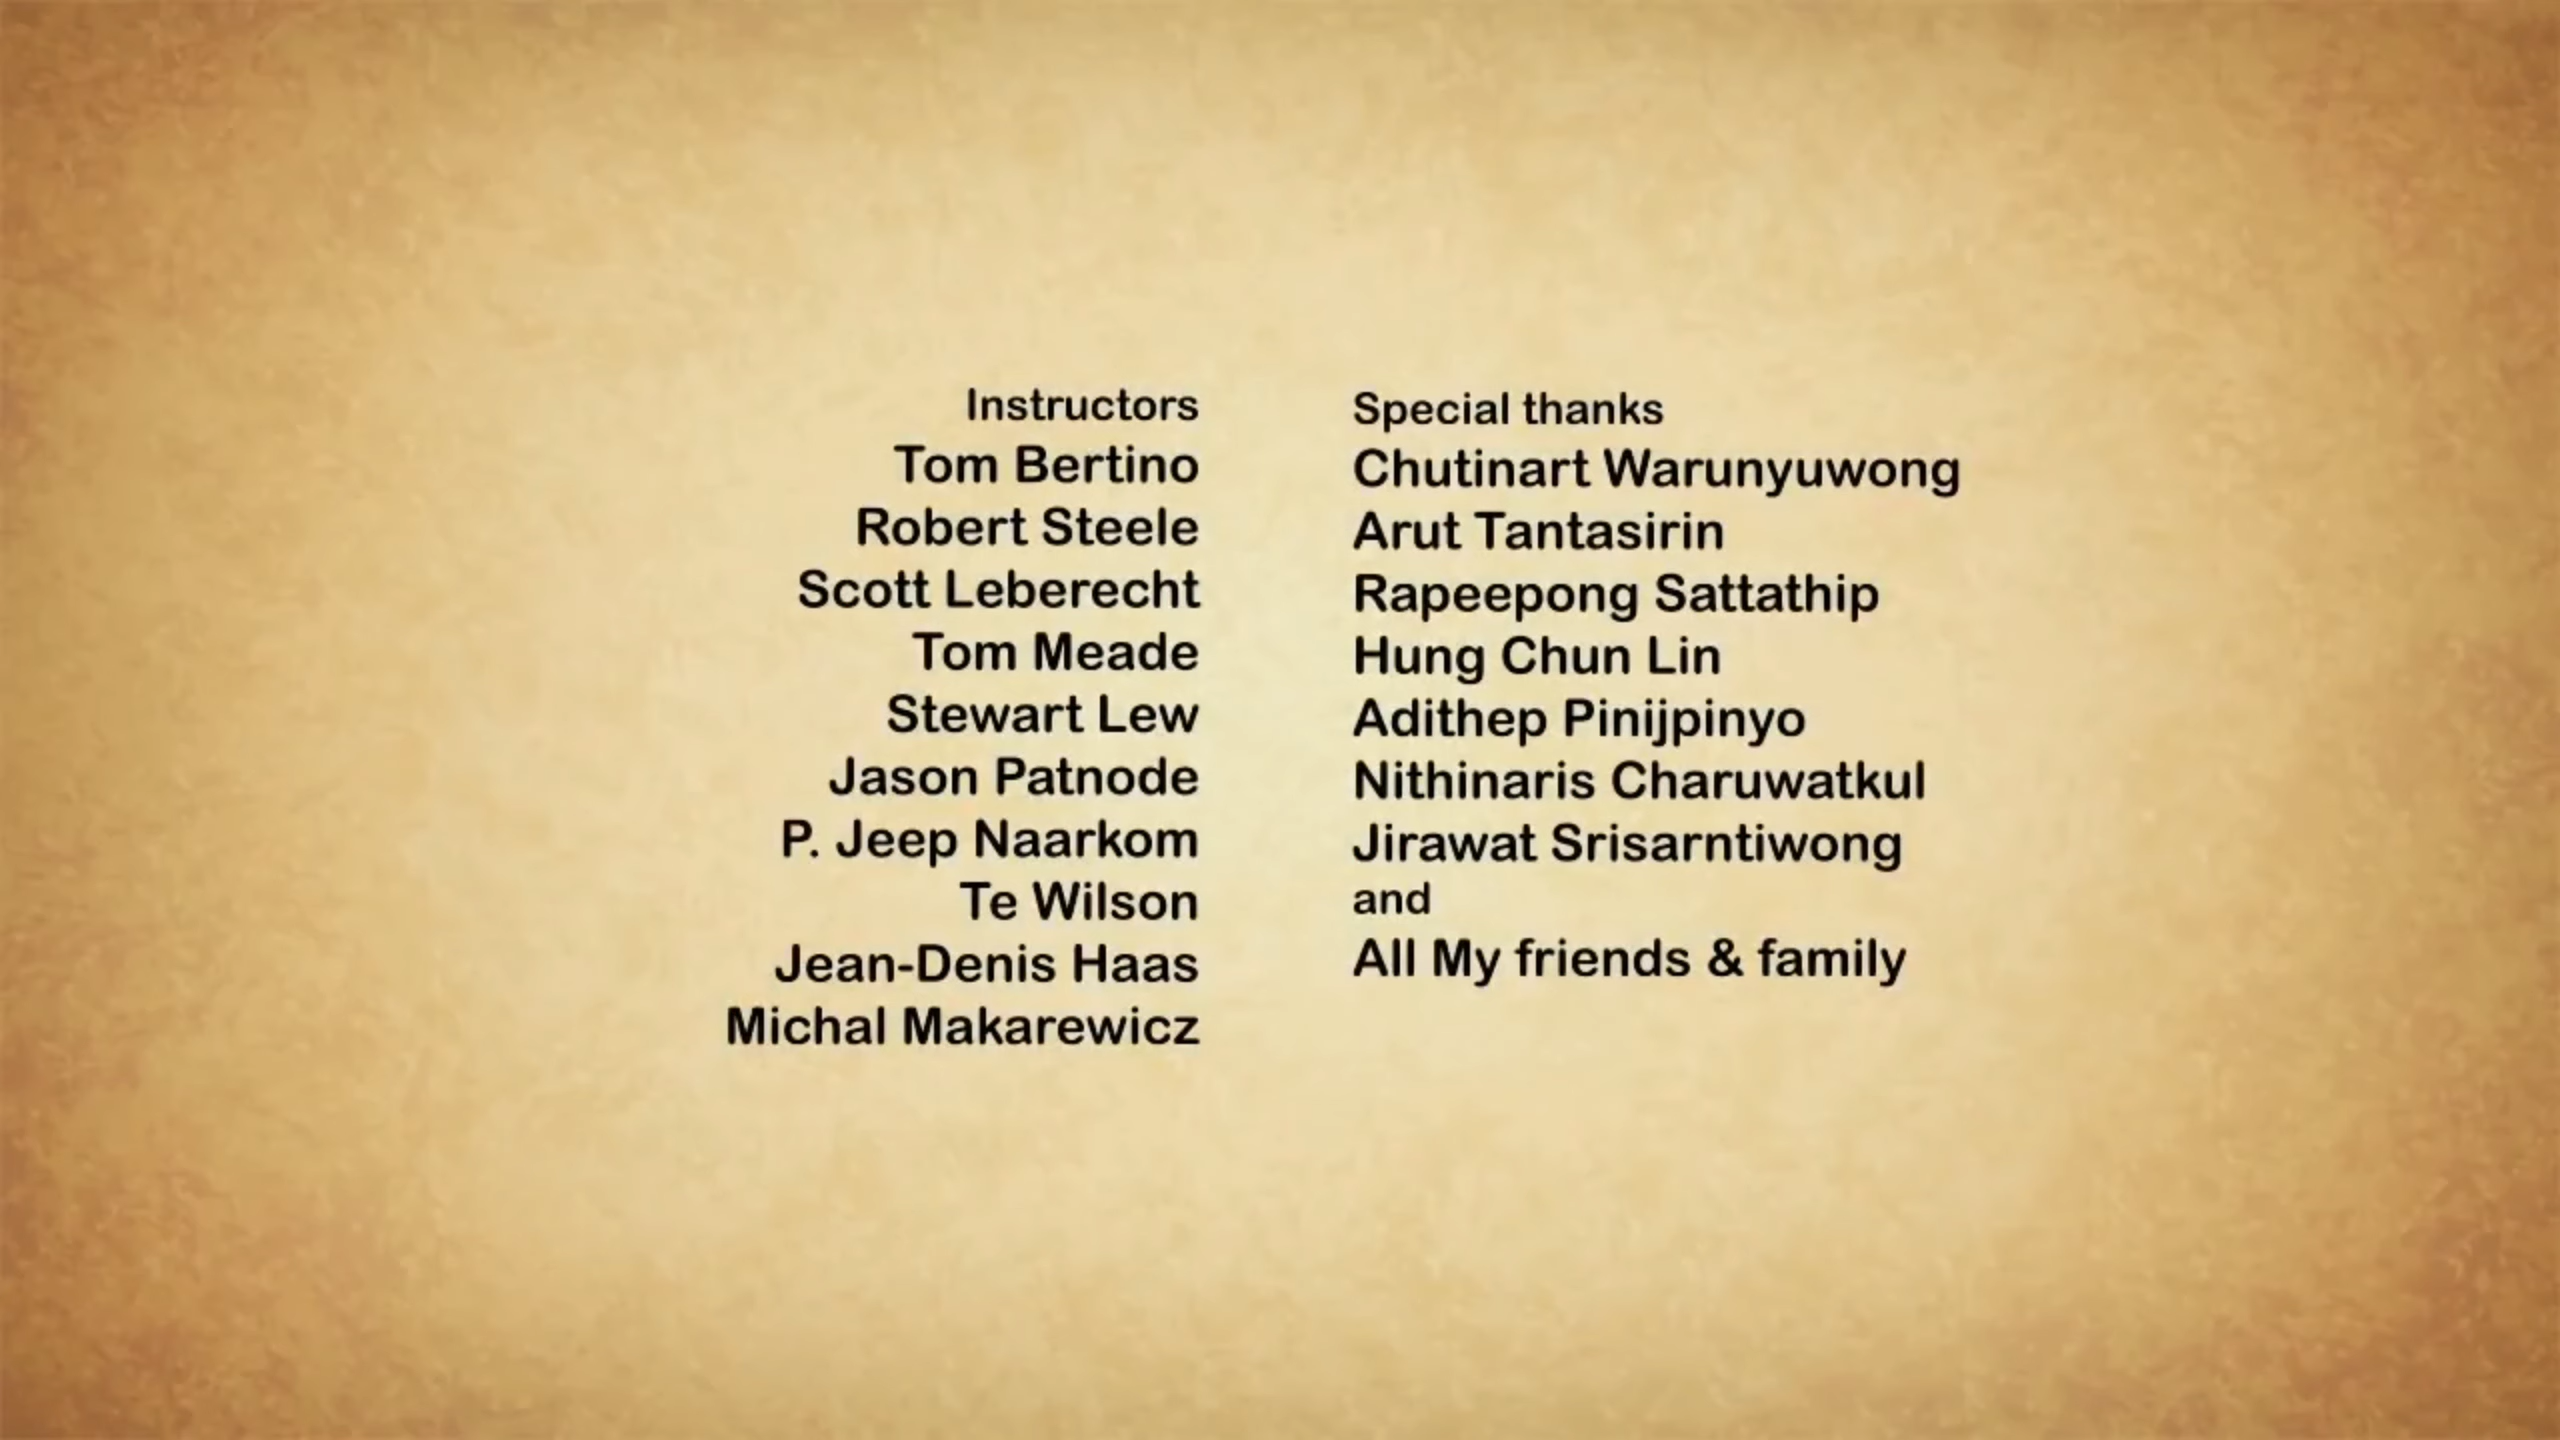 Instructors
Tom Bertino
Robert Steele
Scott Leberecht
Tom Meade
Stewart Lew
Jason Patnode
P. Jeep Naarkom
Te Wilson
Jean-Denis Haas
Michal Makarewicz
Special thanks
Chutinart Warunyuwong
Arut Tantasirin
Rapeepong Sattathip
Hung Chun Lin
Adithep Pinijpinyo
Nithinaris Charuwatkul
Jirawat Srisarntiwong
and
All My friends & family